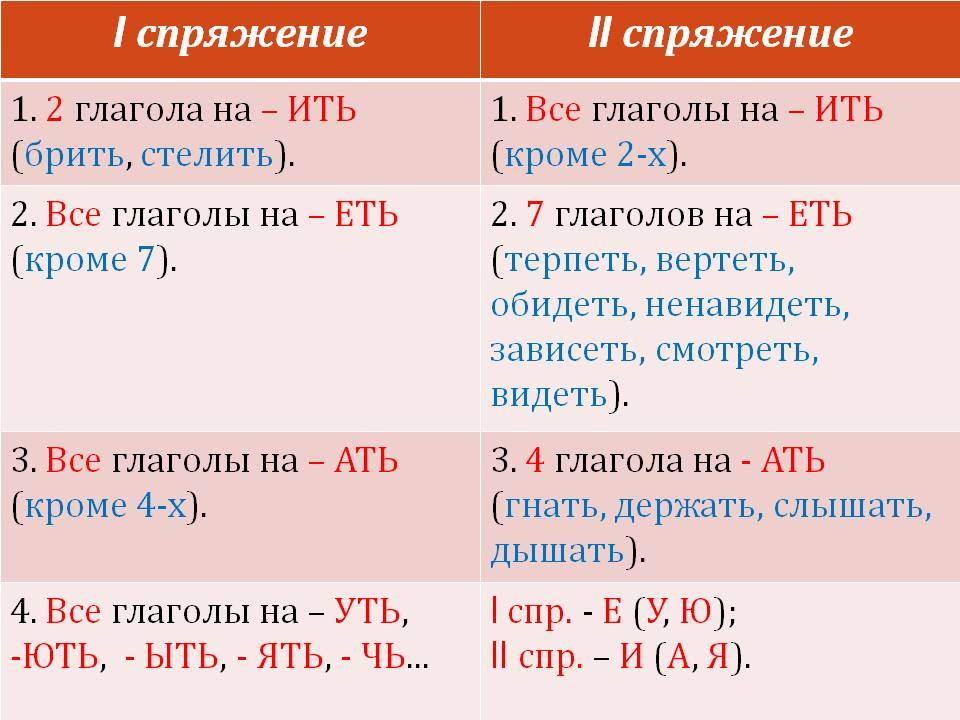 I спряжение
II спряжение
1. 2 глагола на – ИТЬ
(брить, стелить).
1. Все глаголы на – ИТЬ
(кроме 2-х).
2. Все глаголы на – ЕТЬ
(кроме 7).
2. 7 глаголов на – ЕТЬ
(терпеть, вертеть,
обидеть, ненавидеть,
зависеть, смотреть,
видеть).
3. Все глаголы на – АТЬ
(кроме 4-х).
3. 4 глагола на - АТЬ
(гнать, держать, слышать,
дышать).
4. Все глаголы на – УТЬ,
-ЮТЬ, - ЫТЬ, - ЯТЬ, - ЧЬ...
I спр. - Е (У, Ю);
II спр. – И (А, Я).